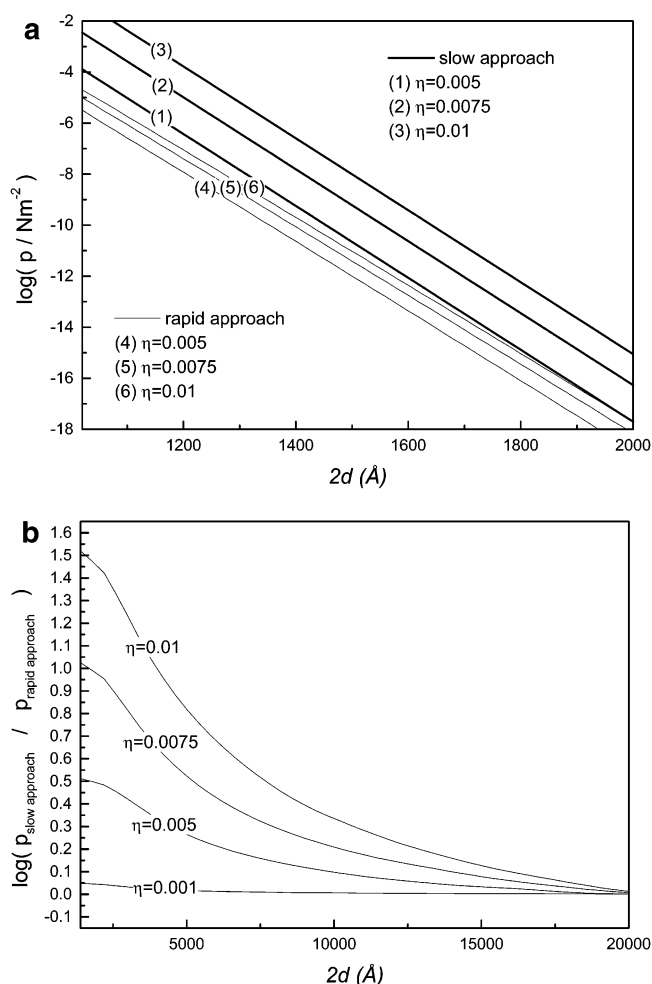 a
-2
-4
-6
-8
-10
-12
-14
-16
-18
log( p / Nm-2 )
(3)
(2)
(1)
(4) (5) (6)
slow approach
(1) η=0.005
(2) η=0.0075
(3) η=0.01
rapid approach
(4) η=0.005
(5) η=0.0075
(6) η=0.01
1200 1400 1600 1800 2000
2d (Å)
b
1.6
1.5
1.4
1.3
1.2
1.1
1.0
0.9
0.8
0.7
0.6
0.5
0.4
0.3
0.2
0.1
0.0
-0.1
log( p slow approach / p rapid approach )
η=0.01
η=0.0075
η=0.005
η=0.001
5000 10000 15000 20000
2d (Å)